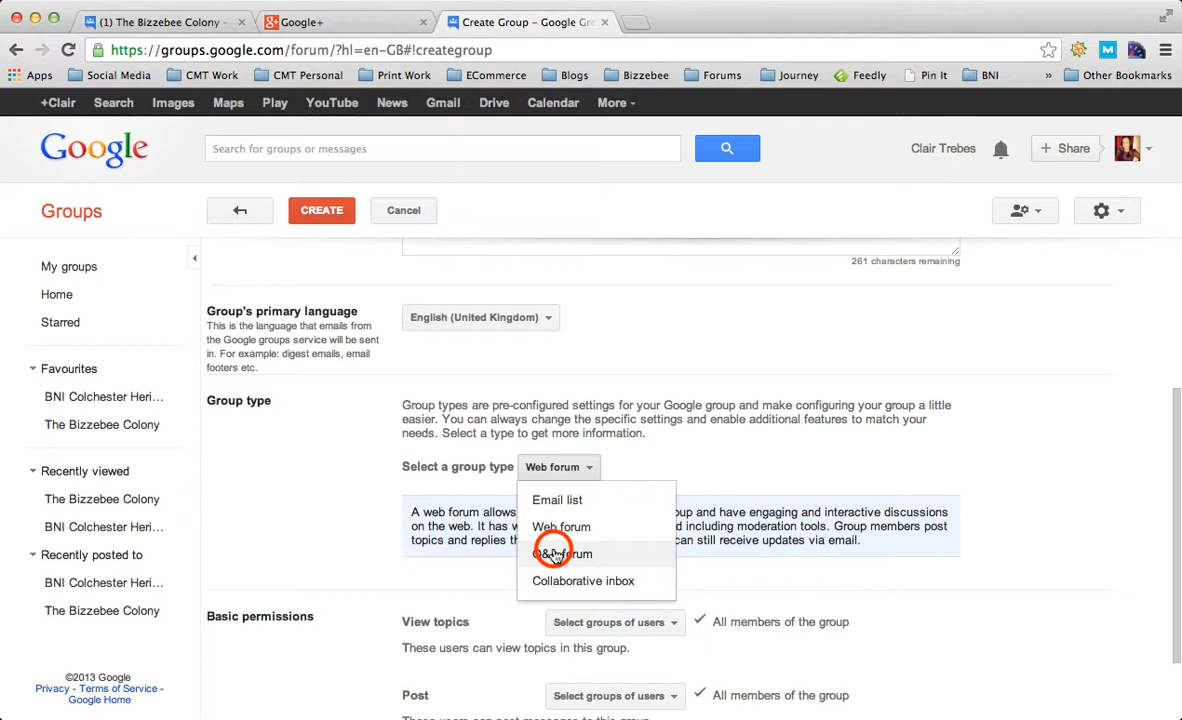 (1) The Bizzebee Colony -
Google+
Create Group - Google Gr
https://groups.google.com/forum/?hl=en-GB#!creategroup
Apps Social Media CMT Work CMT Personal Print Work ECommerce Blogs Bizzebee Forums Journey Feedly Pin It BNI » Other Bookmarks
+Clair Search Images Maps Play YouTube News Gmail Drive Calendar More
Google
Search for groups or messages
Clair Trebes
+ Share
Groups
CREATE
Cancel
My groups
Home
Starred
Favourites
BNI Colchester Heri...
The Bizzebee Colony
Recently viewed
The Bizzebee Colony
BNI Colchester Heri...
Recently posted to
BNI Colchester Heri...
The Bizzebee Colony
©2013 Google
Privacy - Terms of Service -
Google Home
261 characters remaining
Group's primary language
This is the language that emails from
the Google groups service will be sent
in. For example: digest emails, email
footers etc.
English (United Kingdom)
Group type
Group types are pre-configured settings for your Google group and make configuring your group a little
easier. You can always change the specific settings and enable additional features to match your
needs. Select a type to get more information.
Select a group type
Web forum
A web forum allows oup and have engaging and interactive discussions
on the web. It has d including moderation tools. Group members post
topics and replies can still receive updates via email.
Email list
Web forum
Q&A forum
Collaborative inbox
Basic permissions
View topics
Select groups of users
All members of the group
These users can view topics in this group.
Post
Select groups of users
All members of the group